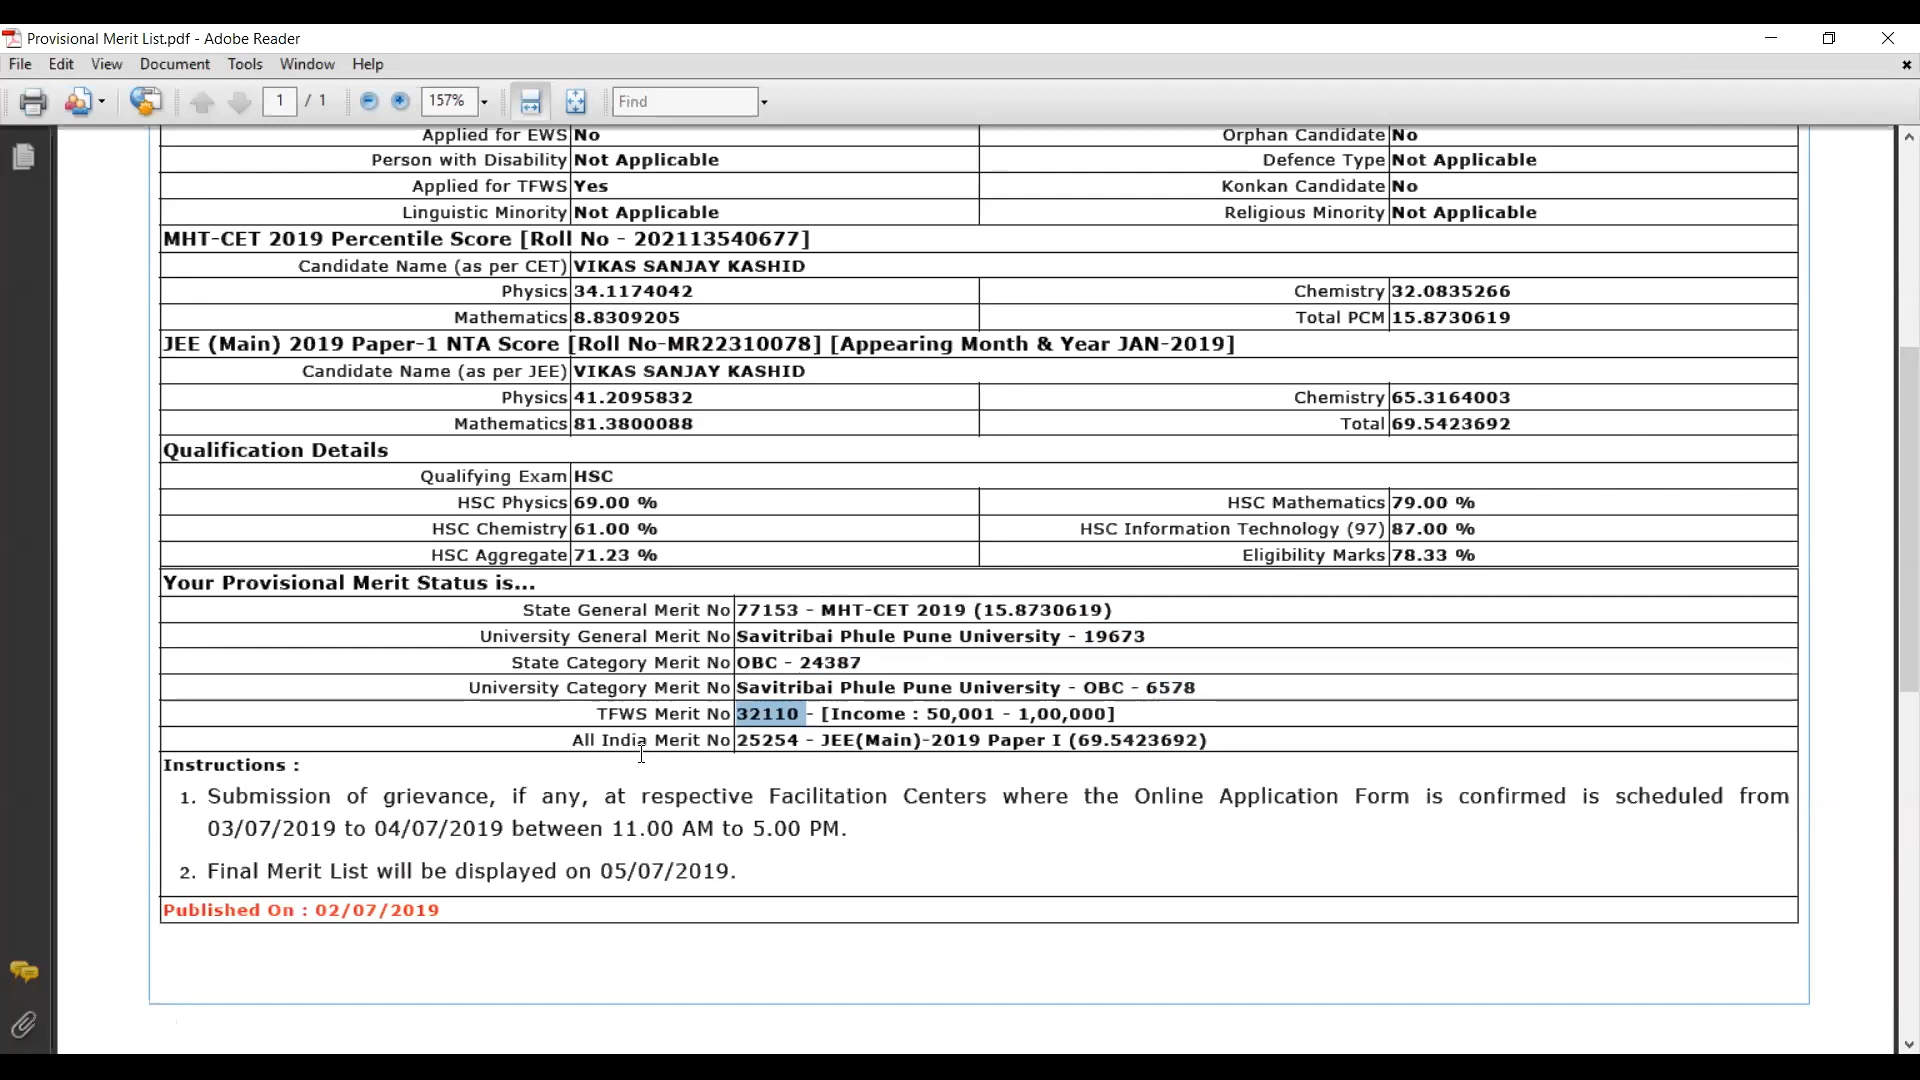 Provisional Merit List.pdf - Adobe Reader
File Edit View Document Tools Window Help
1 / 1 157% Find
Applied for EWS No Orphan Candidate No
Person with Disability Not Applicable Defence Type Not Applicable
Applied for TFWS Yes Konkan Candidate No
Linguistic Minority Not Applicable Religious Minority Not Applicable
MHT-CET 2019 Percentile Score [Roll No - 202113540677]
Candidate Name (as per CET) VIKAS SANJAY KASHID
Physics 34.1174042 Chemistry 32.0835266
Mathematics 8.8309205 Total PCM 15.8730619
JEE (Main) 2019 Paper-1 NTA Score [Roll No-MR22310078] [Appearing Month & Year JAN-2019]
Candidate Name (as per JEE) VIKAS SANJAY KASHID
Physics 41.2095832 Chemistry 65.3164003
Mathematics 81.3800088 Total 69.5423692
Qualification Details
Qualifying Exam HSC
HSC Physics 69.00 % HSC Mathematics 79.00 %
HSC Chemistry 61.00 % HSC Information Technology (97) 87.00 %
HSC Aggregate 71.23 % Eligibility Marks 78.33 %
Your Provisional Merit Status is...
State General Merit No 77153 - MHT-CET 2019 (15.8730619)
University General Merit No Savitribai Phule Pune University - 19673
State Category Merit No OBC - 24387
University Category Merit No Savitribai Phule Pune University - OBC - 6578
TFWS Merit No 32110 - [Income : 50,001 - 1,00,000]
All India Merit No 25254 - JEE(Main)-2019 Paper I (69.5423692)
Instructions :
1. Submission of grievance, if any, at respective Facilitation Centers where the Online Application Form is confirmed is scheduled from
03/07/2019 to 04/07/2019 between 11.00 AM to 5.00 PM.
2. Final Merit List will be displayed on 05/07/2019.
Published On : 02/07/2019